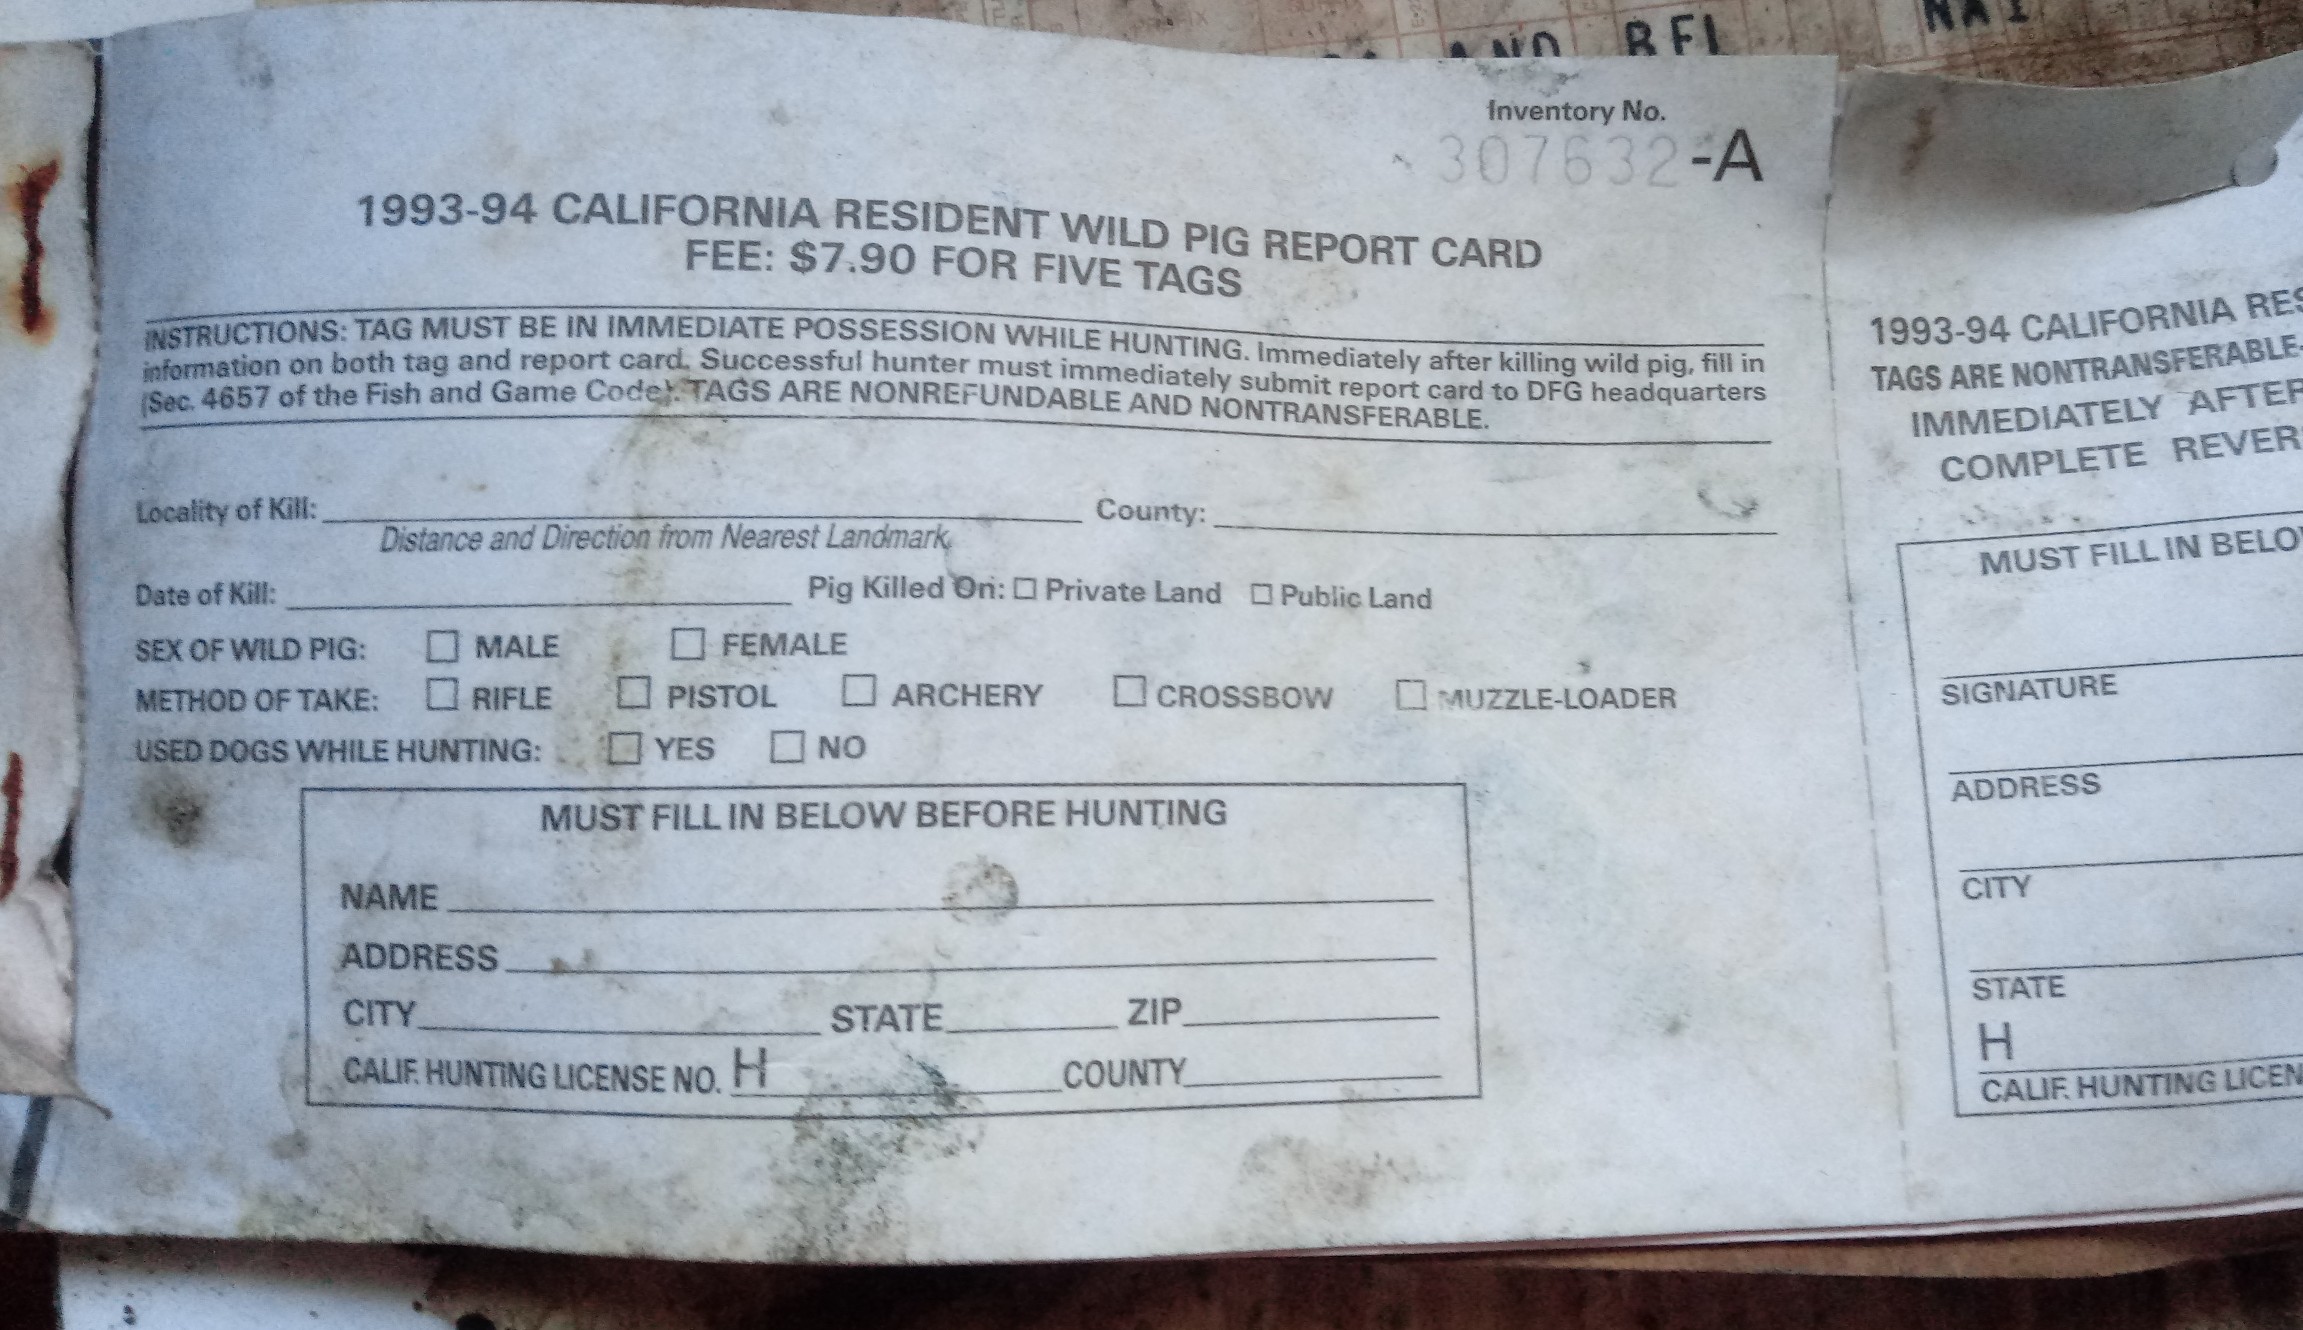 Inventory No.
307632-A
1993-94 CALIFORNIA RESIDENT WILD PIG REPORT CARD
FEE: $7.90 FOR FIVE TAGS
INSTRUCTIONS: TAG MUST BE IN IMMEDIATE POSSESSION WHILE HUNTING. Immediately after killing wild pig, fill in
information on both tag and report card. Successful hunter must immediately submit report card to DFG headquarters
(Sec. 4657 of the Fish and Game Code). TAGS ARE NONREFUNDABLE AND NONTRANSFERABLE.
Locality of Kill: County:
Distance and Direction from Nearest Landmark
Date of Kill: Pig Killed On: Private Land Public Land
SEX OF WILD PIG: MALE FEMALE
METHOD OF TAKE: RIFLE PISTOL ARCHERY CROSSBOW MUZZLE-LOADER
USED DOGS WHILE HUNTING: YES NO
MUST FILL IN BELOW BEFORE HUNTING
NAME
ADDRESS
CITY STATE ZIP
CALIF. HUNTING LICENSE NO. H COUNTY
1993-94 CALIFORNIA RES
TAGS ARE NONTRANSFERABLE-
IMMEDIATELY AFTER
COMPLETE REVER
MUST FILL IN BELO
SIGNATURE
ADDRESS
CITY
STATE
H
CALIF. HUNTING LICEN